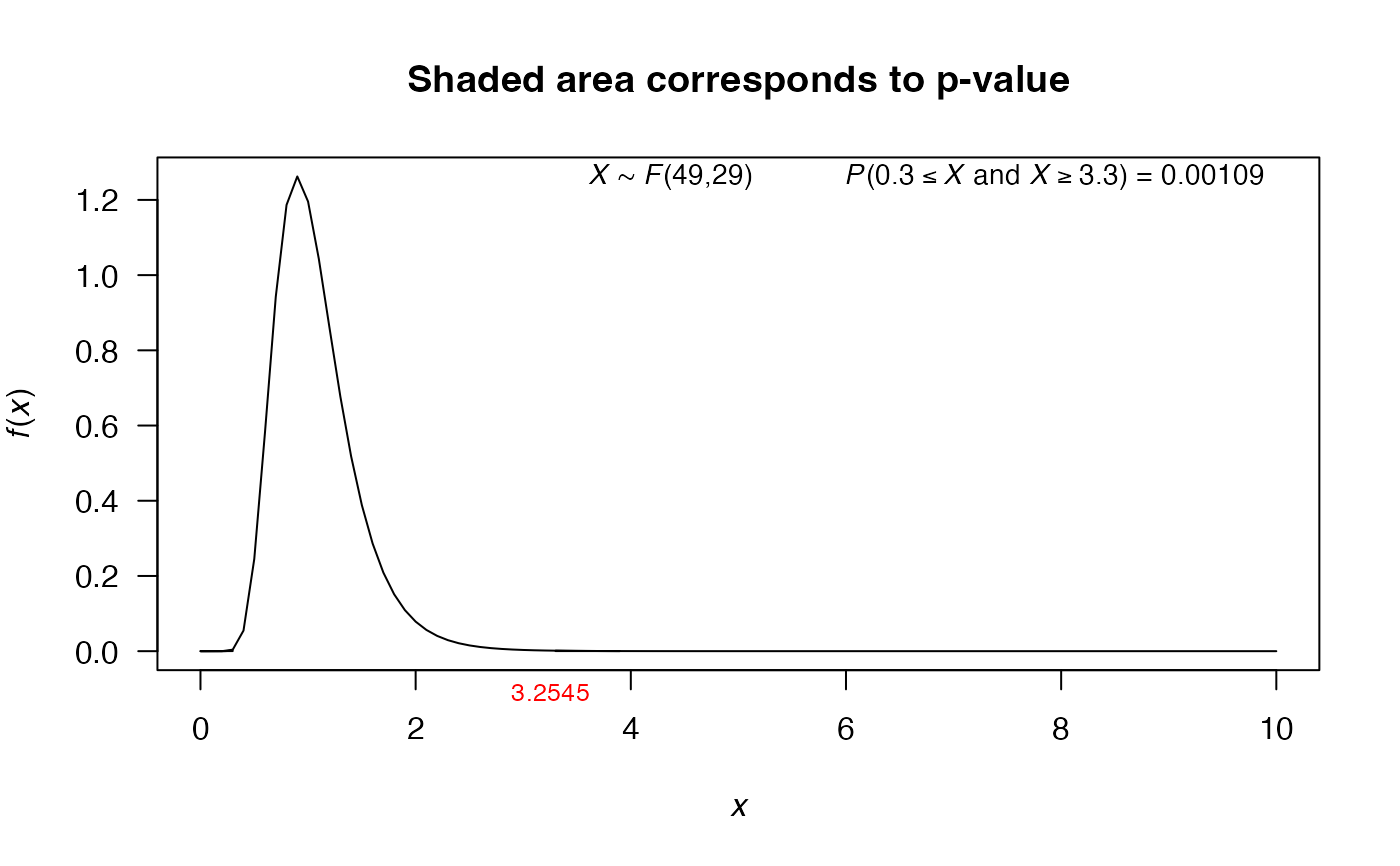 Shaded area corresponds to p-value
X ~ F(49,29) P(0.3 ≤ X and X ≥ 3.3) = 0.00109
f(x)
1.2
1.0
0.8
0.6
0.4
0.2
0.0
3.2545
0 2 4 6 8 10
x